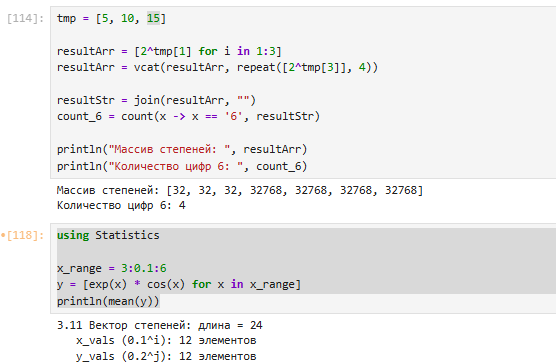 [114]: tmp = [5, 10, 15]
resultArr = [2^tmp[1] for i in 1:3]
resultArr = vcat(resultArr, repeat([2^tmp[3]], 4))
resultStr = join(resultArr, "")
count_6 = count(x -> x == '6', resultStr)
println("Массив степеней: ", resultArr)
println("Количество цифр 6: ", count_6)
Массив степеней: [32, 32, 32, 32768, 32768, 32768, 32768]
Количество цифр 6: 4
[118]: using Statistics
x_range = 3:0.1:6
y = [exp(x) * cos(x) for x in x_range]
println(mean(y))
3.11 Вектор степеней: длина = 24
x_vals (0.1^i): 12 элементов
y_vals (0.2^j): 12 элементов